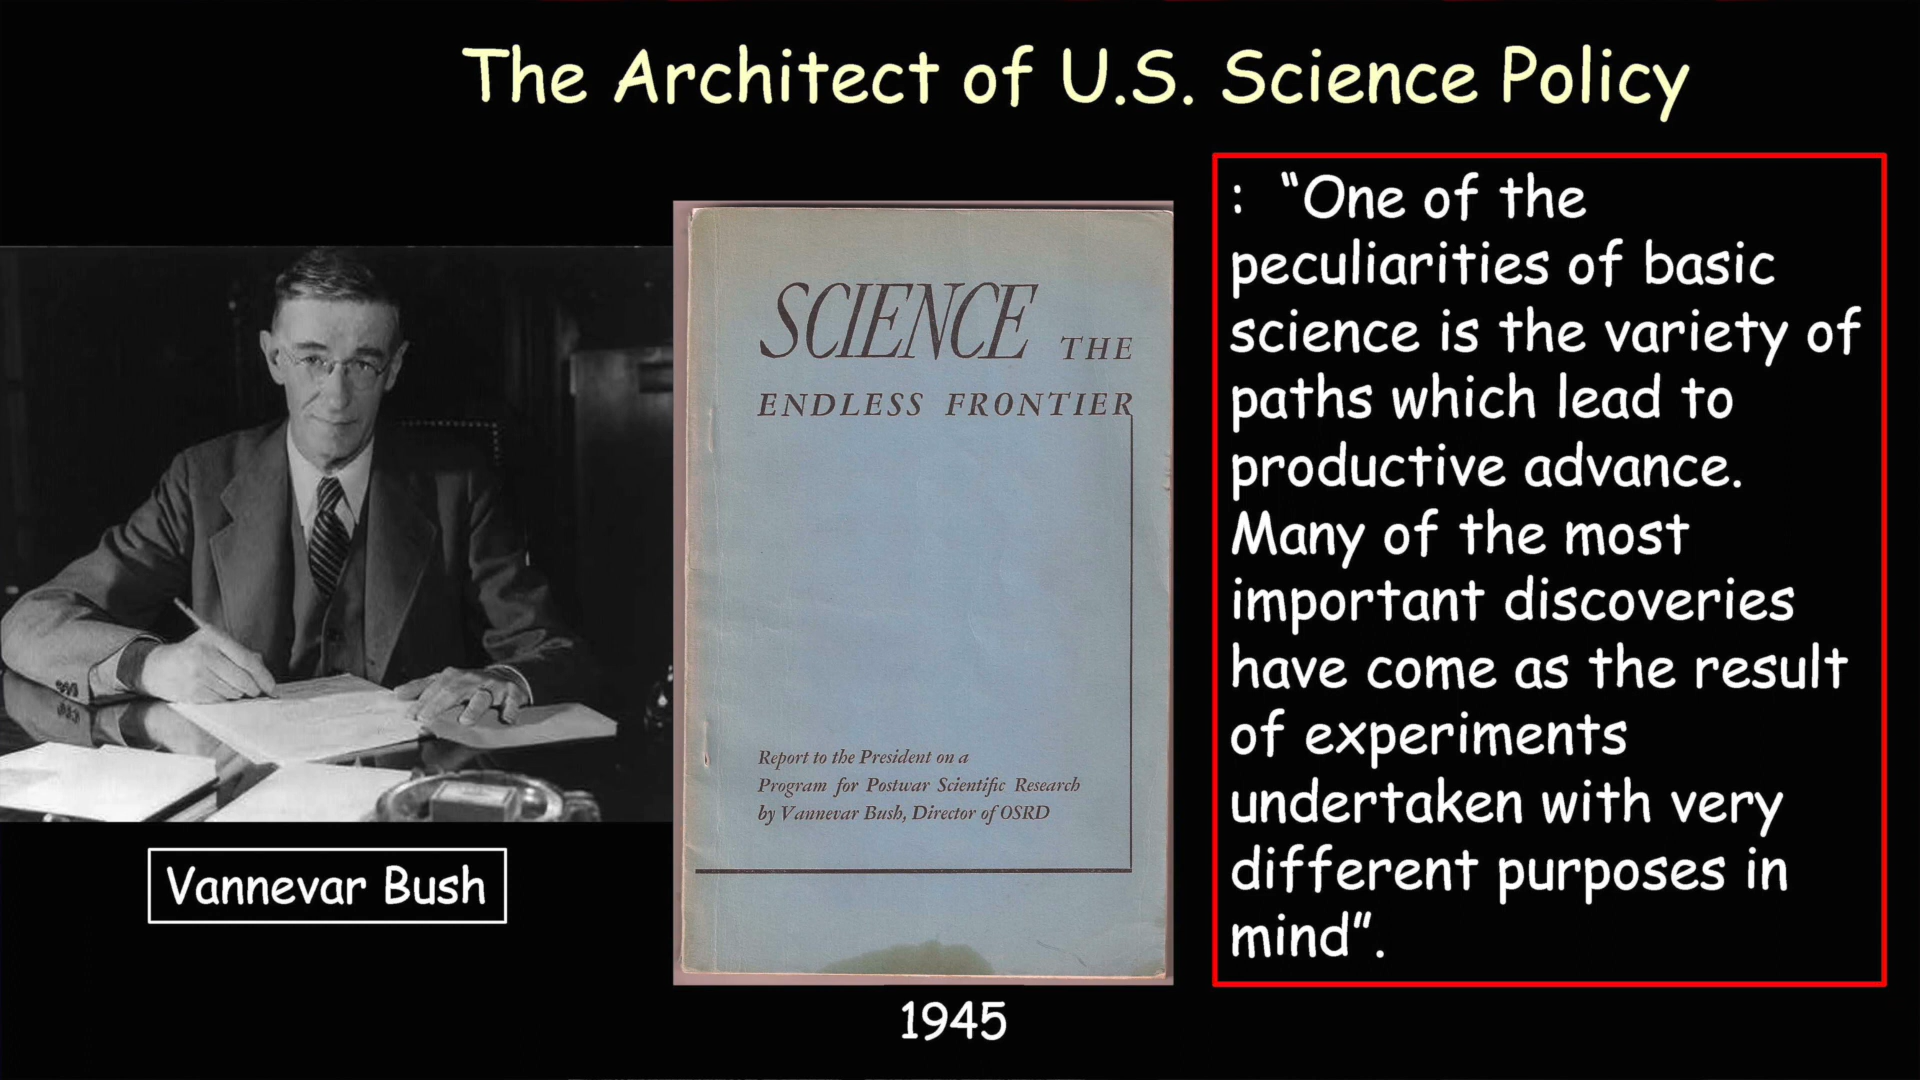 The Architect of U.S. Science Policy
SCIENCE THE
ENDLESS FRONTIER
Report to the President on a
Program for Postwar Scientific Research
by Vannevar Bush, Director of OSRD
Vannevar Bush
1945
: “One of the
peculiarities of basic
science is the variety of
paths which lead to
productive advance.
Many of the most
important discoveries
have come as the result
of experiments
undertaken with very
different purposes in
mind”.